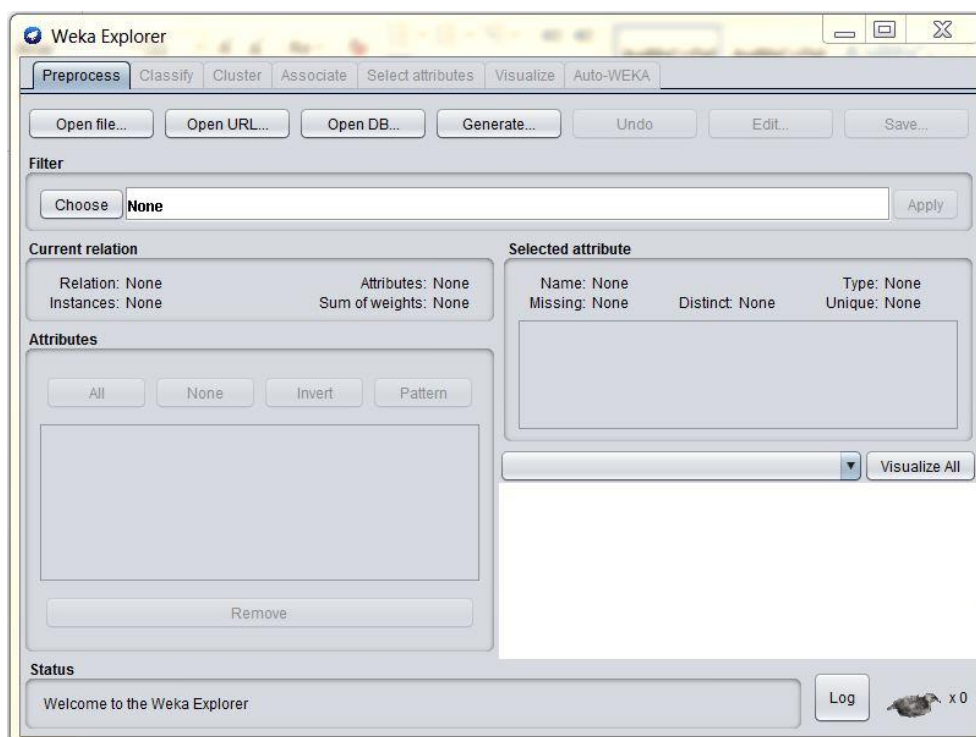 Weka Explorer
Preprocess Classify Cluster Associate Select attributes Visualize Auto-WEKA
Open file... Open URL... Open DB... Generate... Undo Edit... Save...
Filter
Choose None Apply
Current relation
Relation: None Attributes: None
Instances: None Sum of weights: None
Selected attribute
Name: None Type: None
Missing: None Distinct: None Unique: None
Attributes
All None Invert Pattern
Remove
Visualize All
Status
Welcome to the Weka Explorer
Log x 0